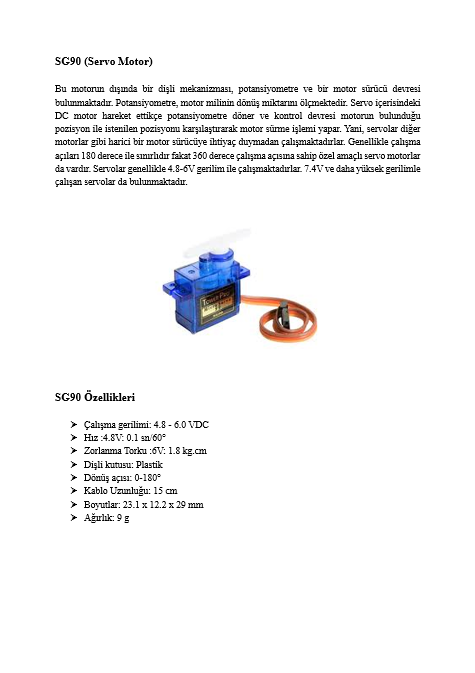 SG90 (Servo Motor)
Bu motorun dışında bir dişli mekanizması, potansiyometre ve bir motor sürücü devresi
bulunmaktadır. Potansiyometre, motor milinin dönüş miktarını ölçmektedir. Servo içerisindeki
DC motor hareket ettikçe potansiyometre döner ve kontrol devresi motorun bulunduğu
pozisyon ile istenilen pozisyonu karşılaştırarak motor sürme işlemi yapar. Yani, servolar diğer
motorlar gibi harici bir motor sürücüye ihtiyaç duymadan çalışmaktadırlar. Genellikle çalışma
açıları 180 derece ile sınırlıdır fakat 360 derece çalışma açısına sahip özel amaçlı servo motorlar
da vardır. Servolar genellikle 4.8-6V gerilim ile çalışmaktadırlar. 7.4V ve daha yüksek gerilimle
çalışan servolar da bulunmaktadır.
Tower Pro
SG90 Özellikleri
➤ Çalışma gerilimi: 4.8 - 6.0 VDC
➤ Hız :4.8V: 0.1 sn/60°
➤ Zorlanma Torku :6V: 1.8 kg.cm
➤ Dişli kutusu: Plastik
➤ Dönüş açısı: 0-180°
➤ Kablo Uzunluğu: 15 cm
➤ Boyutlar: 23.1 x 12.2 x 29 mm
➤ Ağırlık: 9 g